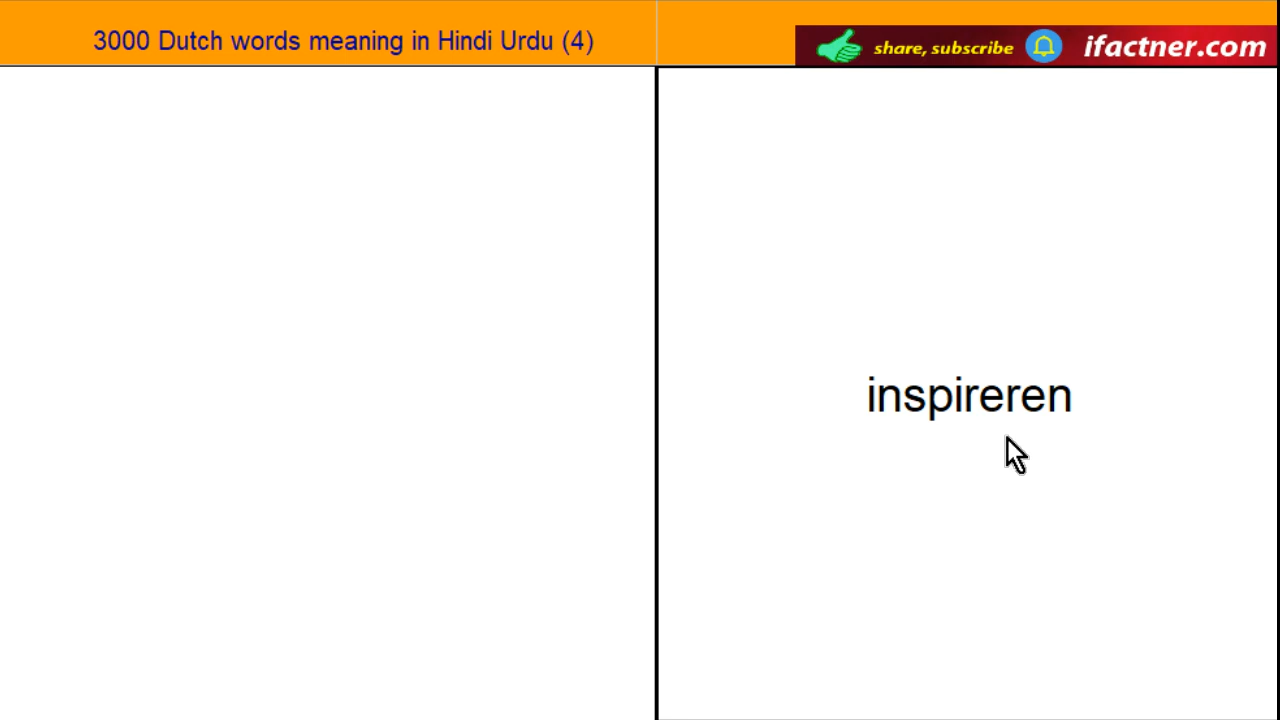 3000 Dutch words meaning in Hindi Urdu (4)
share, subscribe
ifactner.com
inspireren